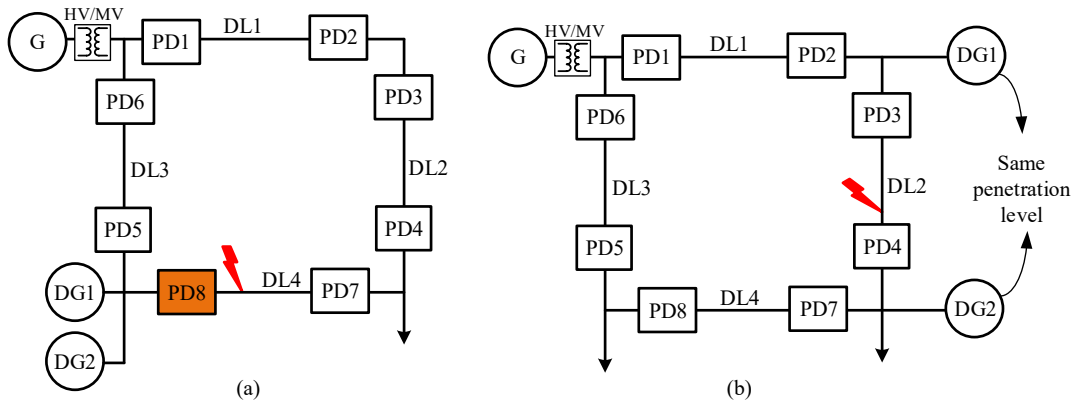 HV/MV
G
PD1
DL1
PD2
PD6
PD3
DL3
DL2
PD5
PD4
DG1
PD8
DL4
PD7
DG2
(a)
HV/MV
G
PD1
DL1
PD2
DG1
PD6
PD3
DL3
DL2
Same
penetration
level
PD5
PD4
PD8
DL4
PD7
DG2
(b)